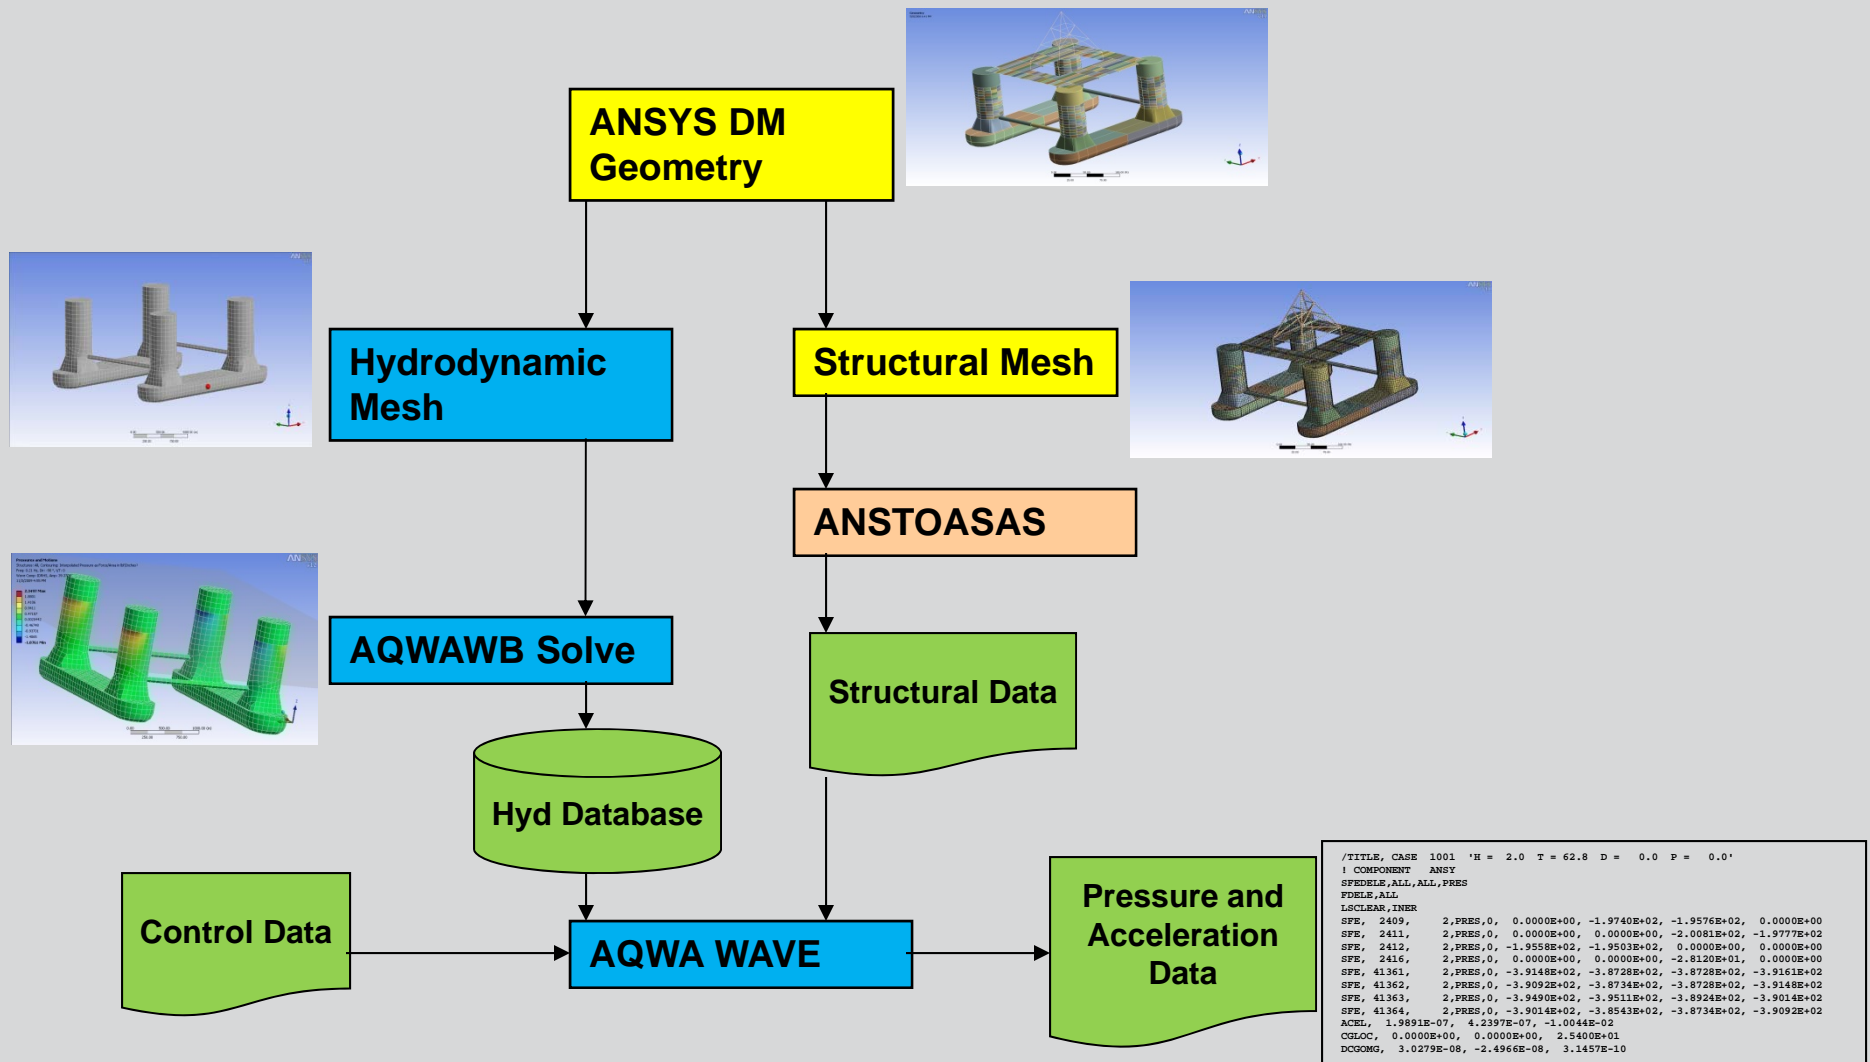 ANSYS DM
Geometry
Hydrodynamic
Mesh
Structural Mesh
ANSTOASAS
AQWAWB Solve
Structural Data
Hyd Database
Control Data
AQWA WAVE
Pressure and
Acceleration
Data
/TITLE, CASE 1001 'H = 2.0 T = 62.8 D = 0.0 P = 0.0'
! COMPONENT ANSY
SFEDELE,ALL,ALL,PRES
FDELE,ALL
LSCLEAR,INER
SFE, 2409, 2,PRES,0, 0.0000E+00, -1.9740E+02, -1.9576E+02, 0.0000E+00
SFE, 2411, 2,PRES,0, 0.0000E+00, 0.0000E+00, -2.0081E+02, -1.9777E+02
SFE, 2412, 2,PRES,0, -1.9558E+02, -1.9503E+02, 0.0000E+00, 0.0000E+00
SFE, 2416, 2,PRES,0, 0.0000E+00, 0.0000E+00, -2.8120E+01, 0.0000E+00
SFE, 41361, 2,PRES,0, -3.9148E+02, -3.8728E+02, -3.8728E+02, -3.9161E+02
SFE, 41362, 2,PRES,0, -3.9092E+02, -3.8734E+02, -3.8728E+02, -3.9148E+02
SFE, 41363, 2,PRES,0, -3.9490E+02, -3.9511E+02, -3.8924E+02, -3.9014E+02
SFE, 41364, 2,PRES,0, -3.9014E+02, -3.8543E+02, -3.8734E+02, -3.9092E+02
ACEL, 1.9891E-07, 4.2397E-07, -1.0044E-02
CGLOC, 0.0000E+00, 0.0000E+00, 2.5400E+01
DCGOMG, 3.0279E-08, -2.4966E-08, 3.1457E-10